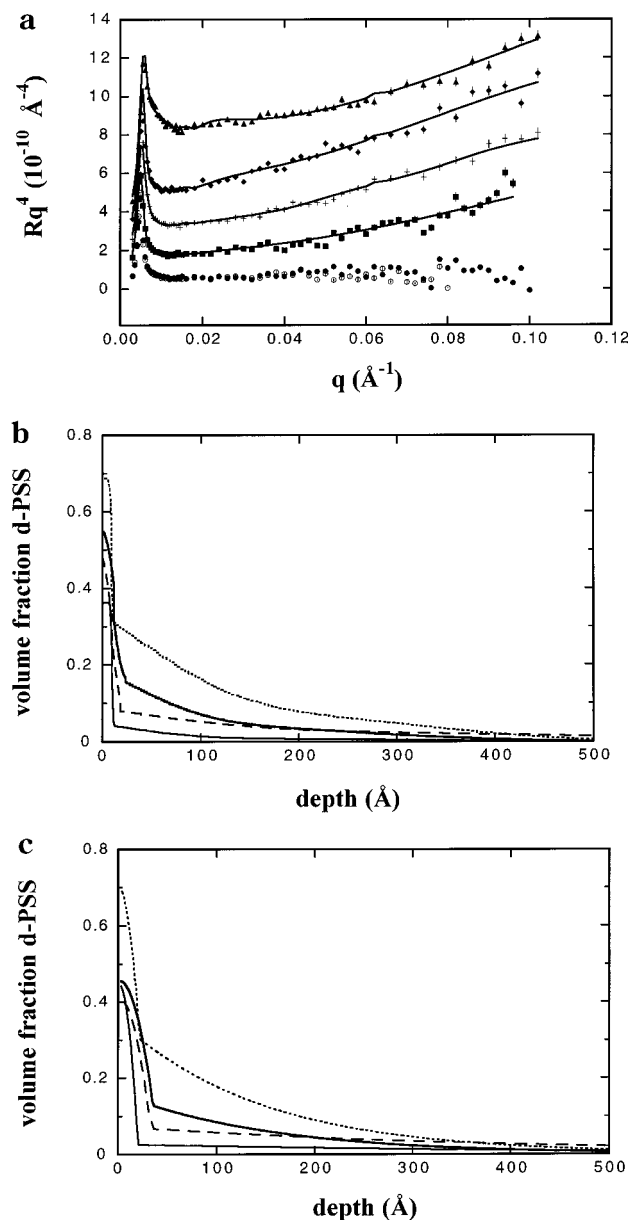 a
14
12
10
8
6
4
2
0
Rq⁴ (10⁻¹⁰ Å⁻⁴)
0.00 0.02 0.04 0.06 0.08 0.10 0.12
q (Å⁻¹)
b
0.8
0.6
0.4
0.2
0
volume fraction d-PSS
0 100 200 300 400 500
depth (Å)
c
0.8
0.6
0.4
0.2
0
volume fraction d-PSS
0 100 200 300 400 500
depth (Å)